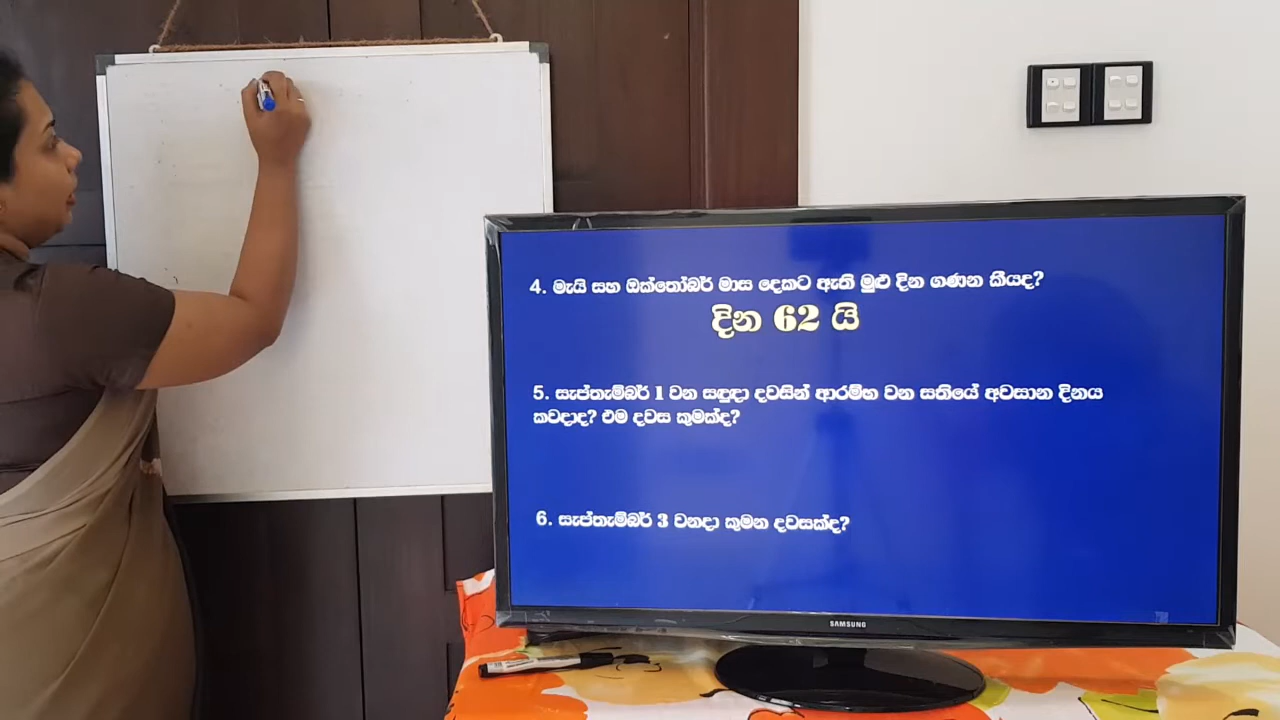 4. මැයි සහ ඔක්තෝබර් මාස දෙකට ඇති මුළු දින ගණන කීයද?
දින 62 යි
5. සැප්තැම්බර් 1 වන සඳුදා දවසින් ආරම්භ වන සතියේ අවසාන දිනය
කවදාද? එම දවස කුමක්ද?
6. සැප්තැම්බර් 3 වනදා කුමන දවසක්ද?
SAMSUNG